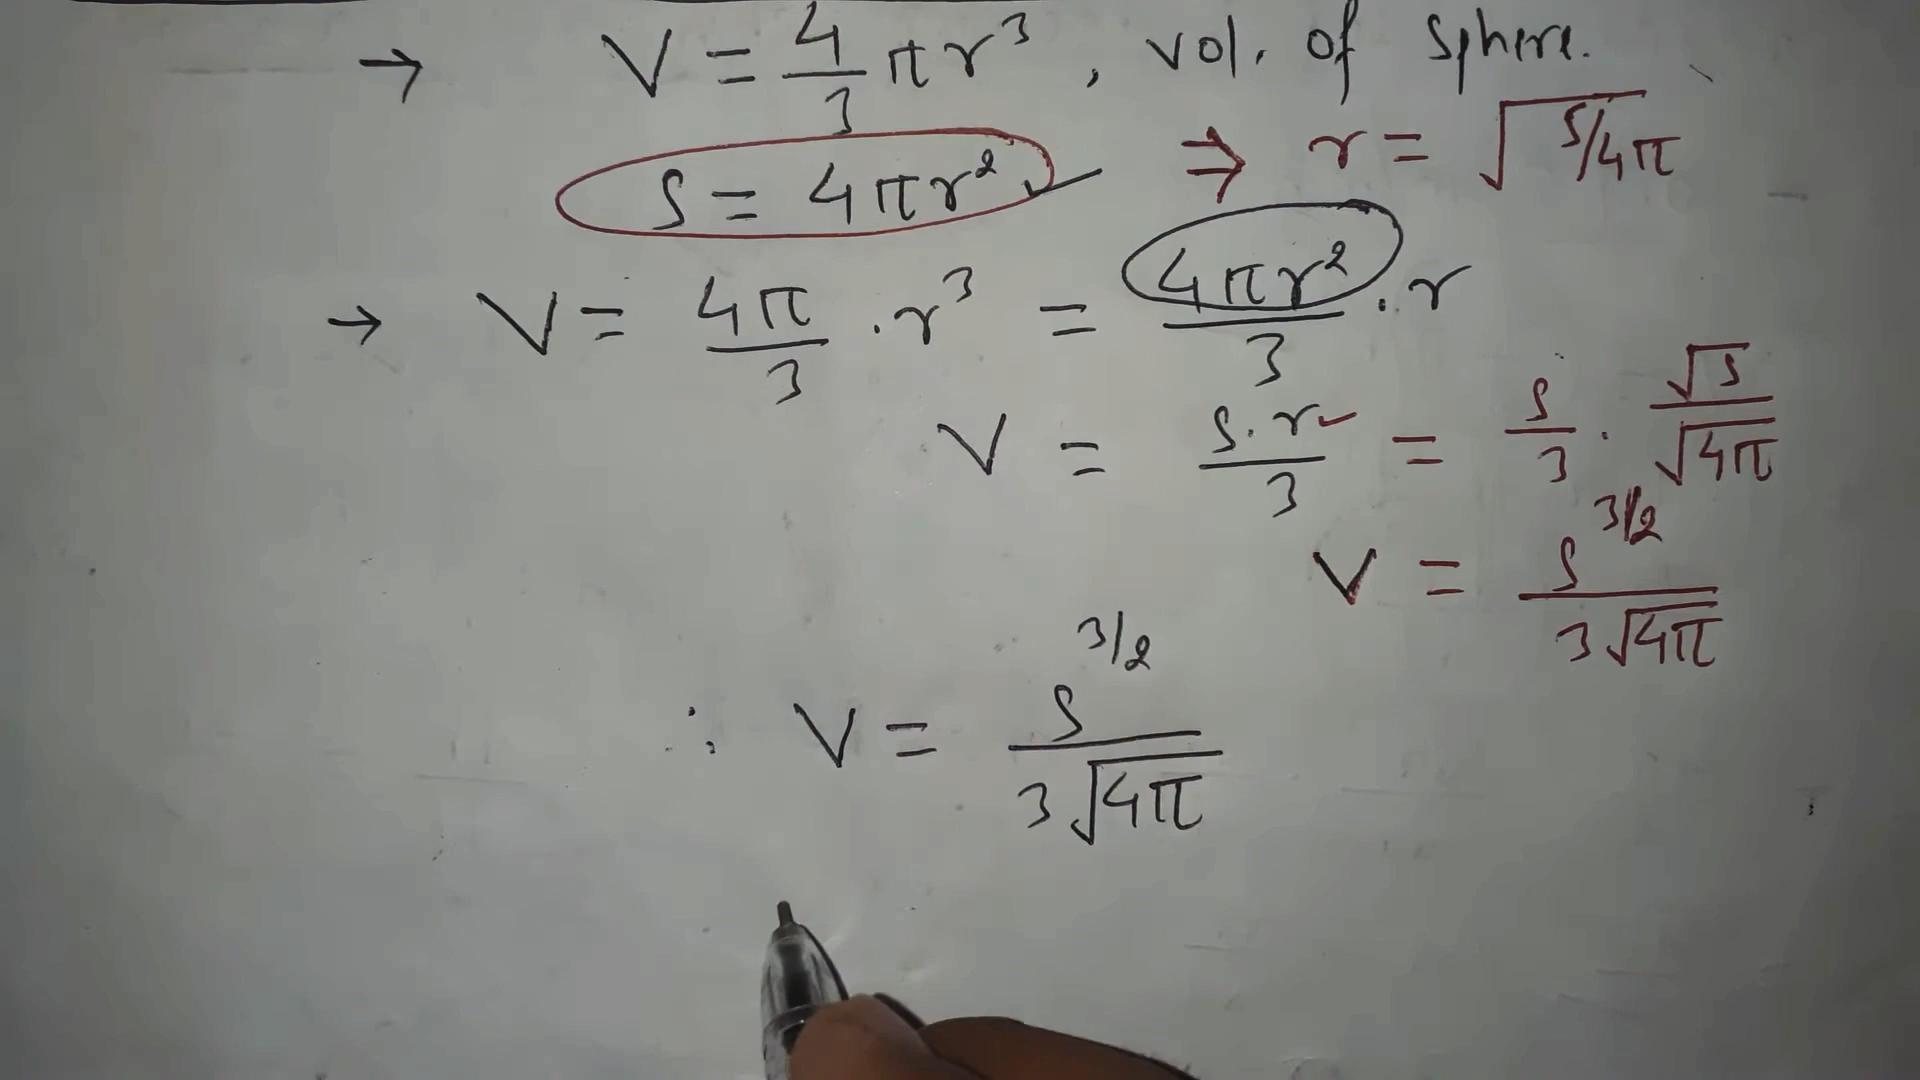 → V = 4/3 πr³ , vol. of sphere.
S = 4πr² ✓ ⇒ r = √S/4π
→ V = 4π/3 . r³ = 4πr²/3 . r
V = S.r/3 = S/3 . √S/√4π
V = S^3/2 / 3√4π
∴ V = S^3/2 / 3√4π